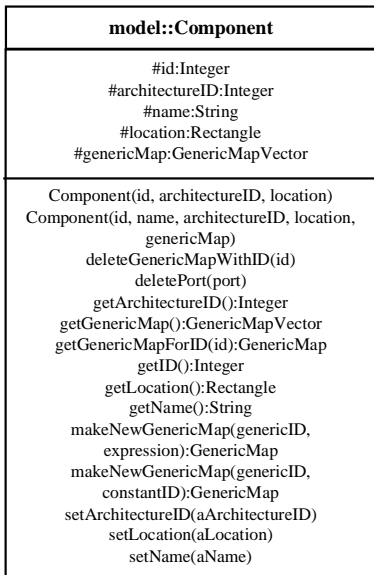 model::Component
#id:Integer
#architectureID:Integer
#name:String
#location:Rectangle
#genericMap:GenericMapVector
Component(id, architectureID, location)
Component(id, name, architectureID, location,
genericMap)
deleteGenericMapWithID(id)
deletePort(port)
getArchitectureID():Integer
getGenericMap():GenericMapVector
getGenericMapForID(id):GenericMap
getID():Integer
getLocation():Rectangle
getName():String
makeNewGenericMap(genericID,
expression):GenericMap
makeNewGenericMap(genericID,
constantID):GenericMap
setArchitectureID(aArchitectureID)
setLocation(aLocation)
setName(aName)